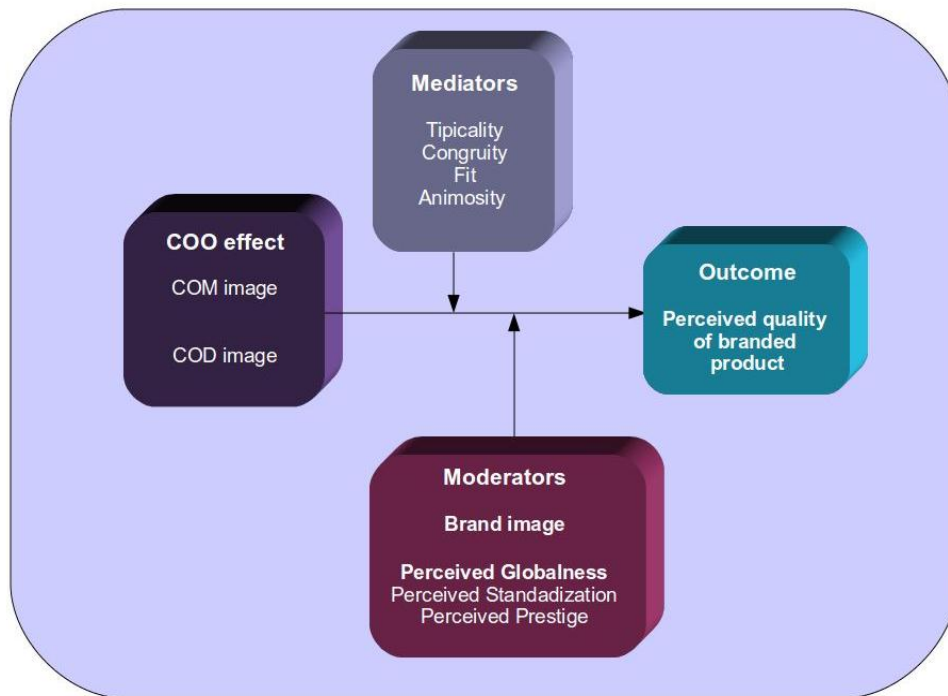 Mediators
Tipicality
Congruity
Fit
Animosity
COO effect
COM image
COD image
Outcome
Perceived quality
of branded
product
Moderators
Brand image
Perceived Globalness
Perceived Standadization
Perceived Prestige